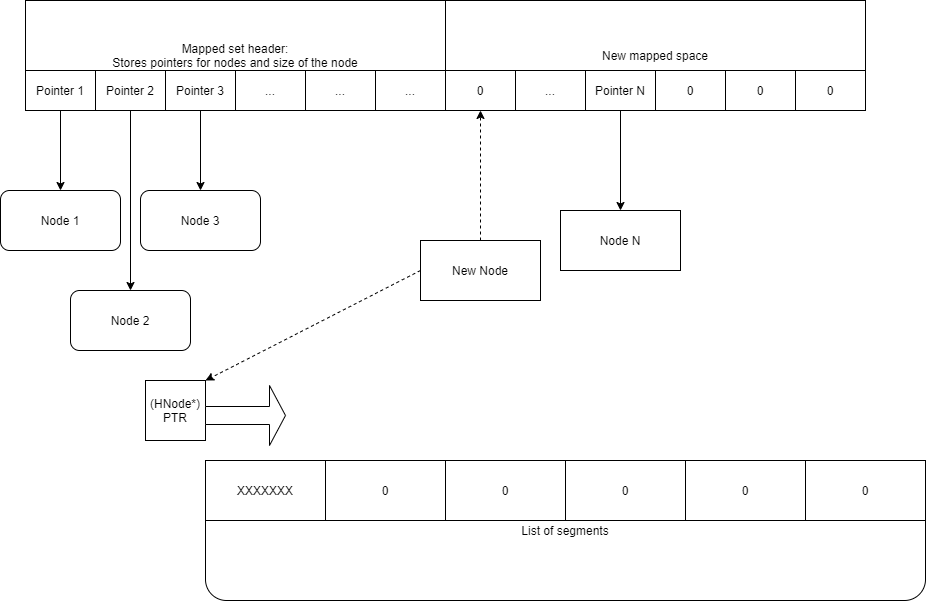 Mapped set header:
Stores pointers for nodes and size of the node
New mapped space
Pointer 1
Pointer 2
Pointer 3
...
...
...
0
...
Pointer N
0
0
0
Node 1
Node 3
Node N
New Node
Node 2
(HNode*)
PTR
XXXXXXX
0
0
0
0
0
List of segments